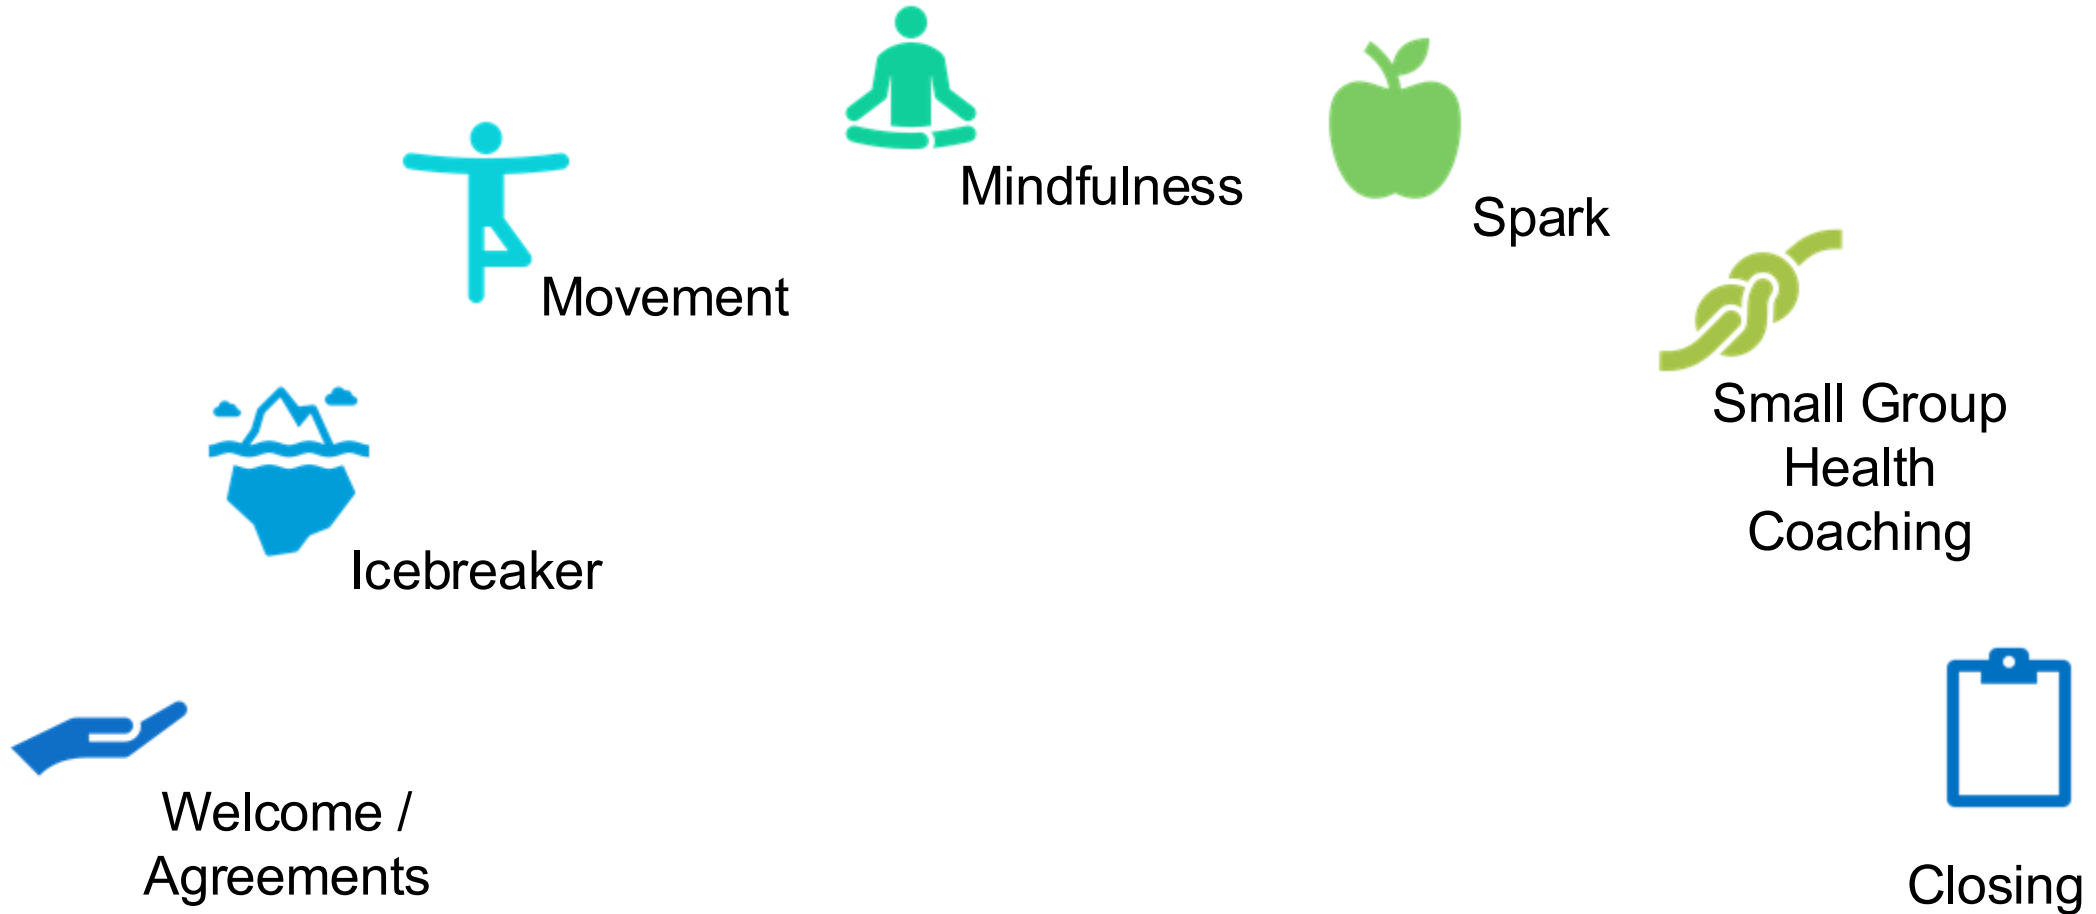 Welcome /
Agreements
Icebreaker
Movement
Mindfulness
Spark
Small Group
Health
Coaching
Closing